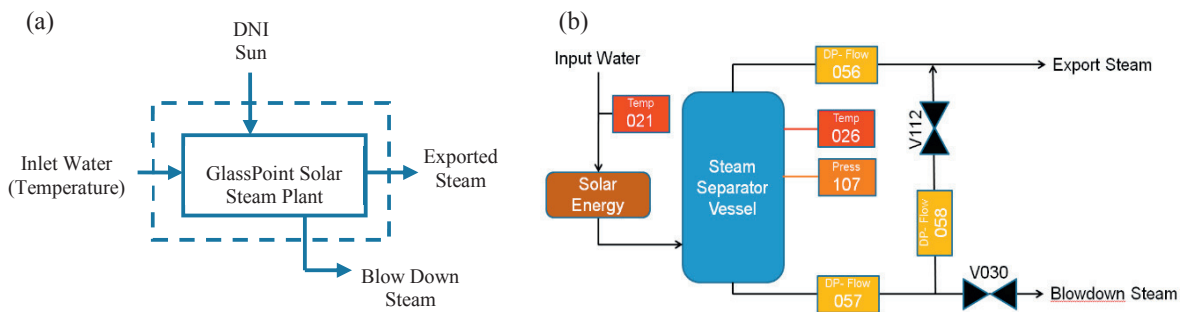 (a)
DNI
Sun
Inlet Water
(Temperature)
GlassPoint Solar
Steam Plant
Exported
Steam
Blow Down
Steam
(b)
Input Water
Temp
021
Solar
Energy
Steam
Separator
Vessel
DP- Flow
056
Temp
026
Press
107
DP- Flow
057
DP- Flow
058
V112
V030
Export Steam
Blowdown Steam